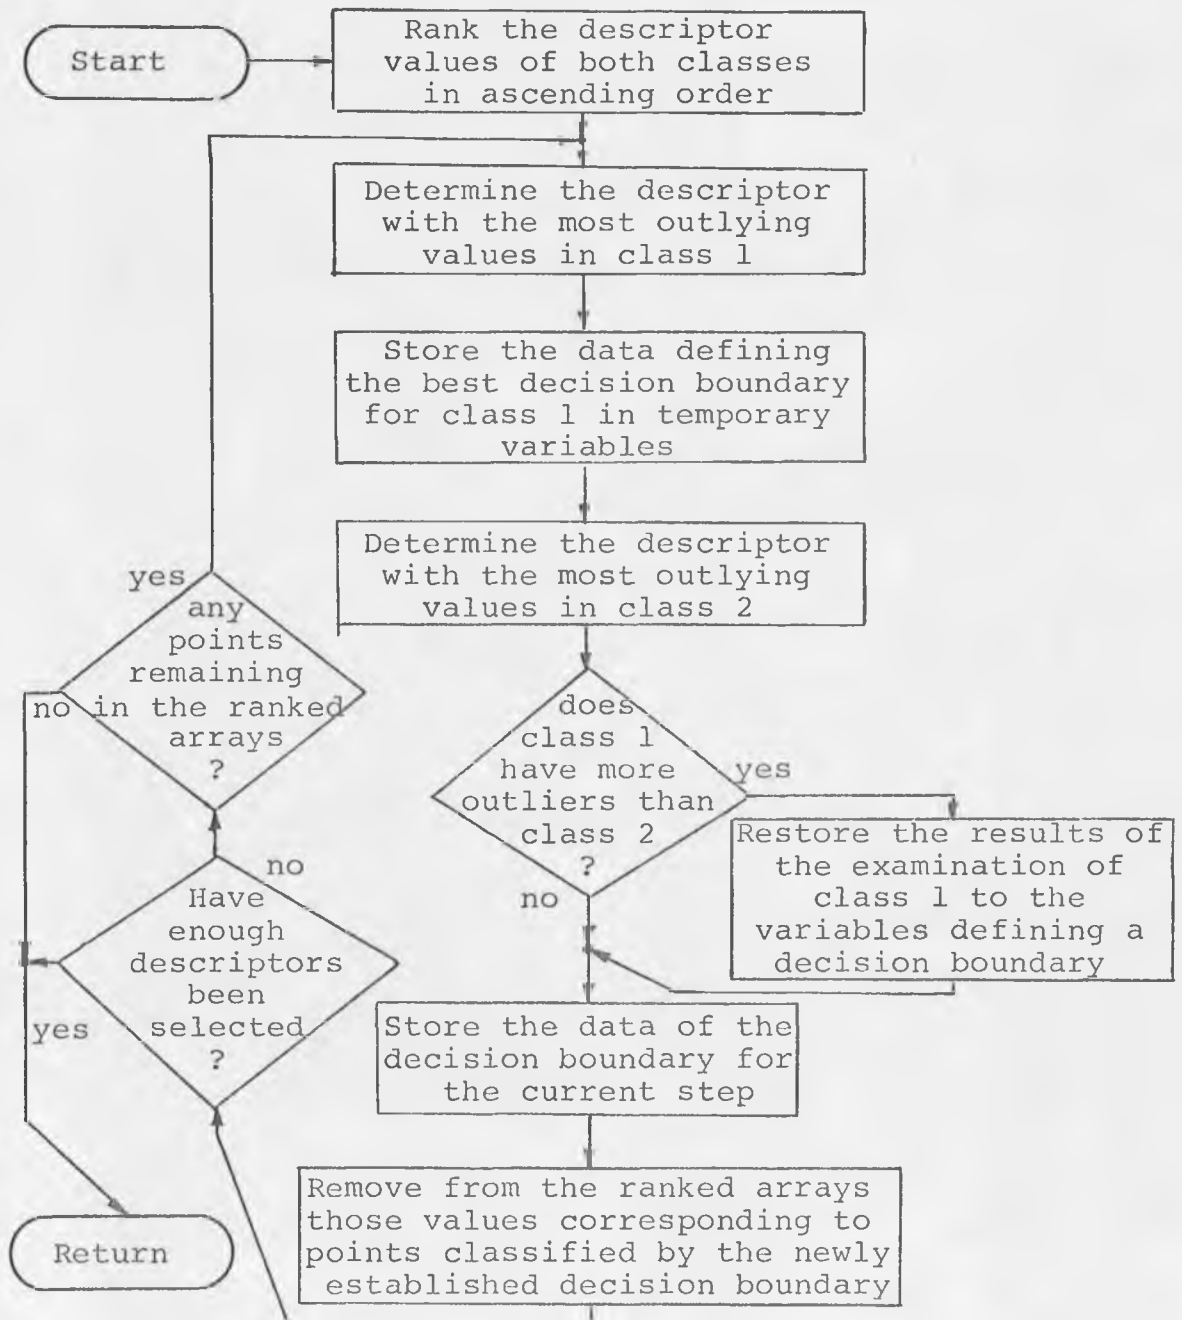 Start
Rank the descriptor
values of both classes
in ascending order
Determine the descriptor
with the most outlying
values in class 1
Store the data defining
the best decision boundary
for class 1 in temporary
variables
Determine the descriptor
with the most outlying
values in class 2
does
class 1
have more
outliers than
class 2
?
yes
no
Restore the results of
the examination of
class 1 to the
variables defining a
decision boundary
Store the data of the
decision boundary for
the current step
Remove from the ranked arrays
those values corresponding to
points classified by the newly
established decision boundary
Have
enough
descriptors
been
selected
?
no
yes
any
points
remaining
in the ranked
arrays
?
yes
no
Return